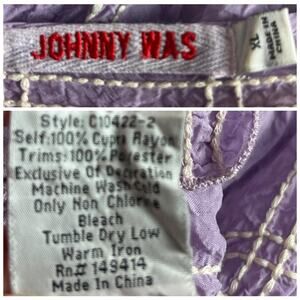 JOHNNY WAS
XL
MADE IN
CHINA
Style: C10422-2
Self:100% Cupra Rayon
Trims: 100% Polyester
Exclusive Of Decoration
Machine Wash Cold
Only Non Chlorine
Bleach
Tumble Dry Low
Warm Iron
Rn# 149414
Made In China